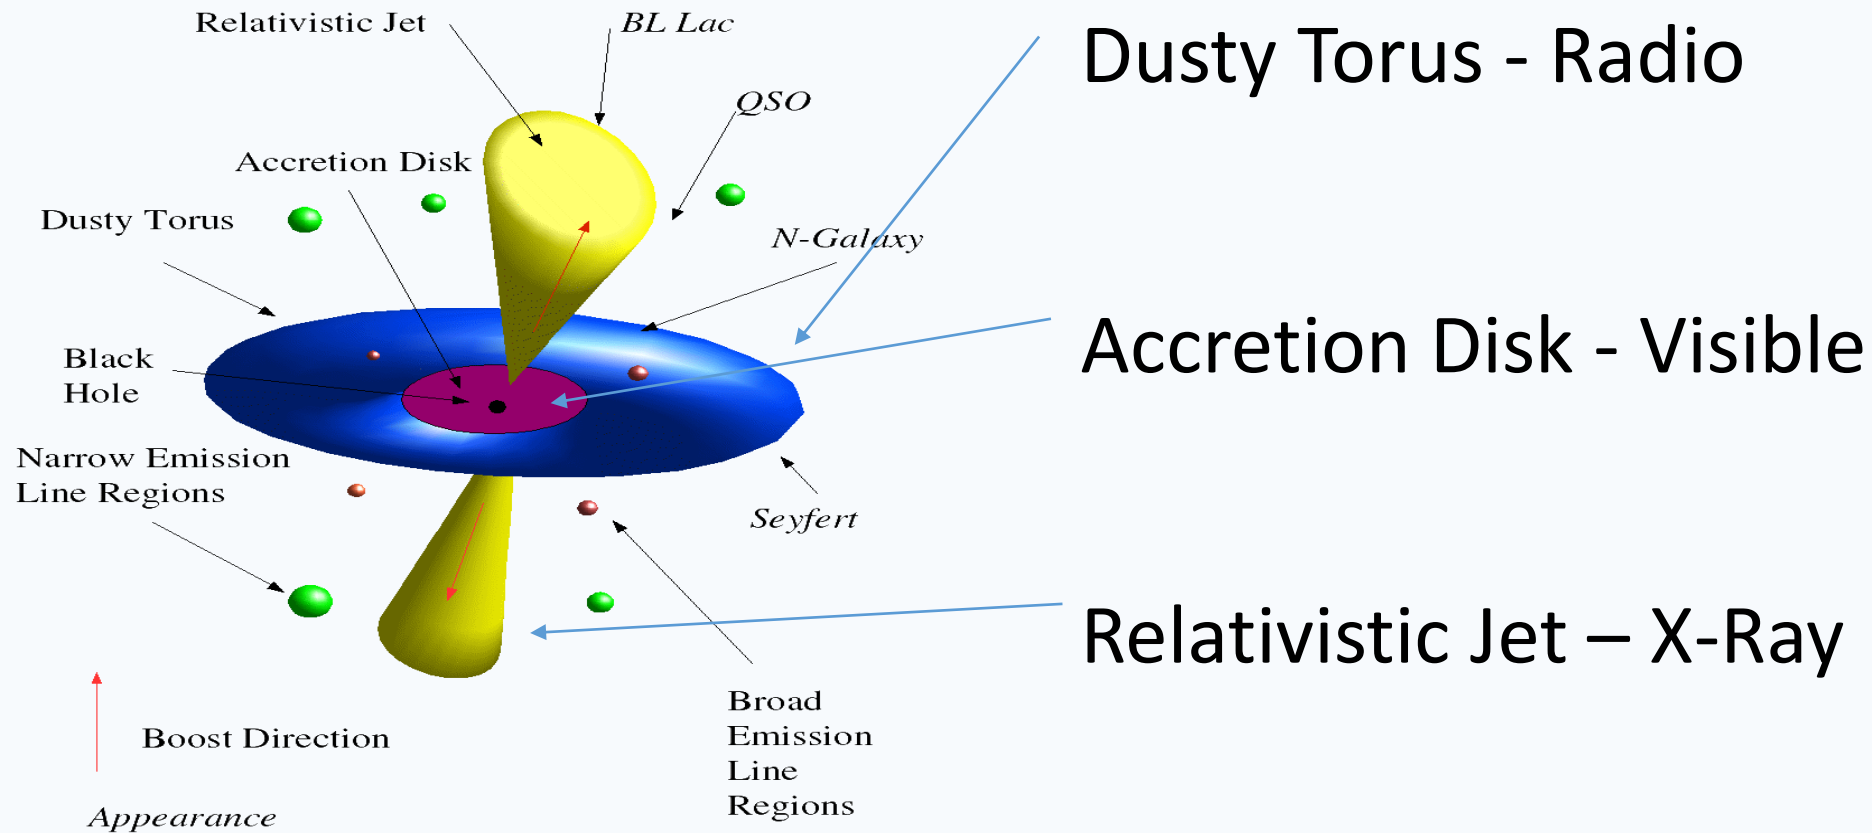 Relativistic Jet
BL Lac
QSO
Accretion Disk
Dusty Torus
N-Galaxy
Black
Hole
Narrow Emission
Line Regions
Seyfert
Broad
Emission
Line
Regions
Boost Direction
Appearance
Dusty Torus - Radio
Accretion Disk - Visible
Relativistic Jet – X-Ray